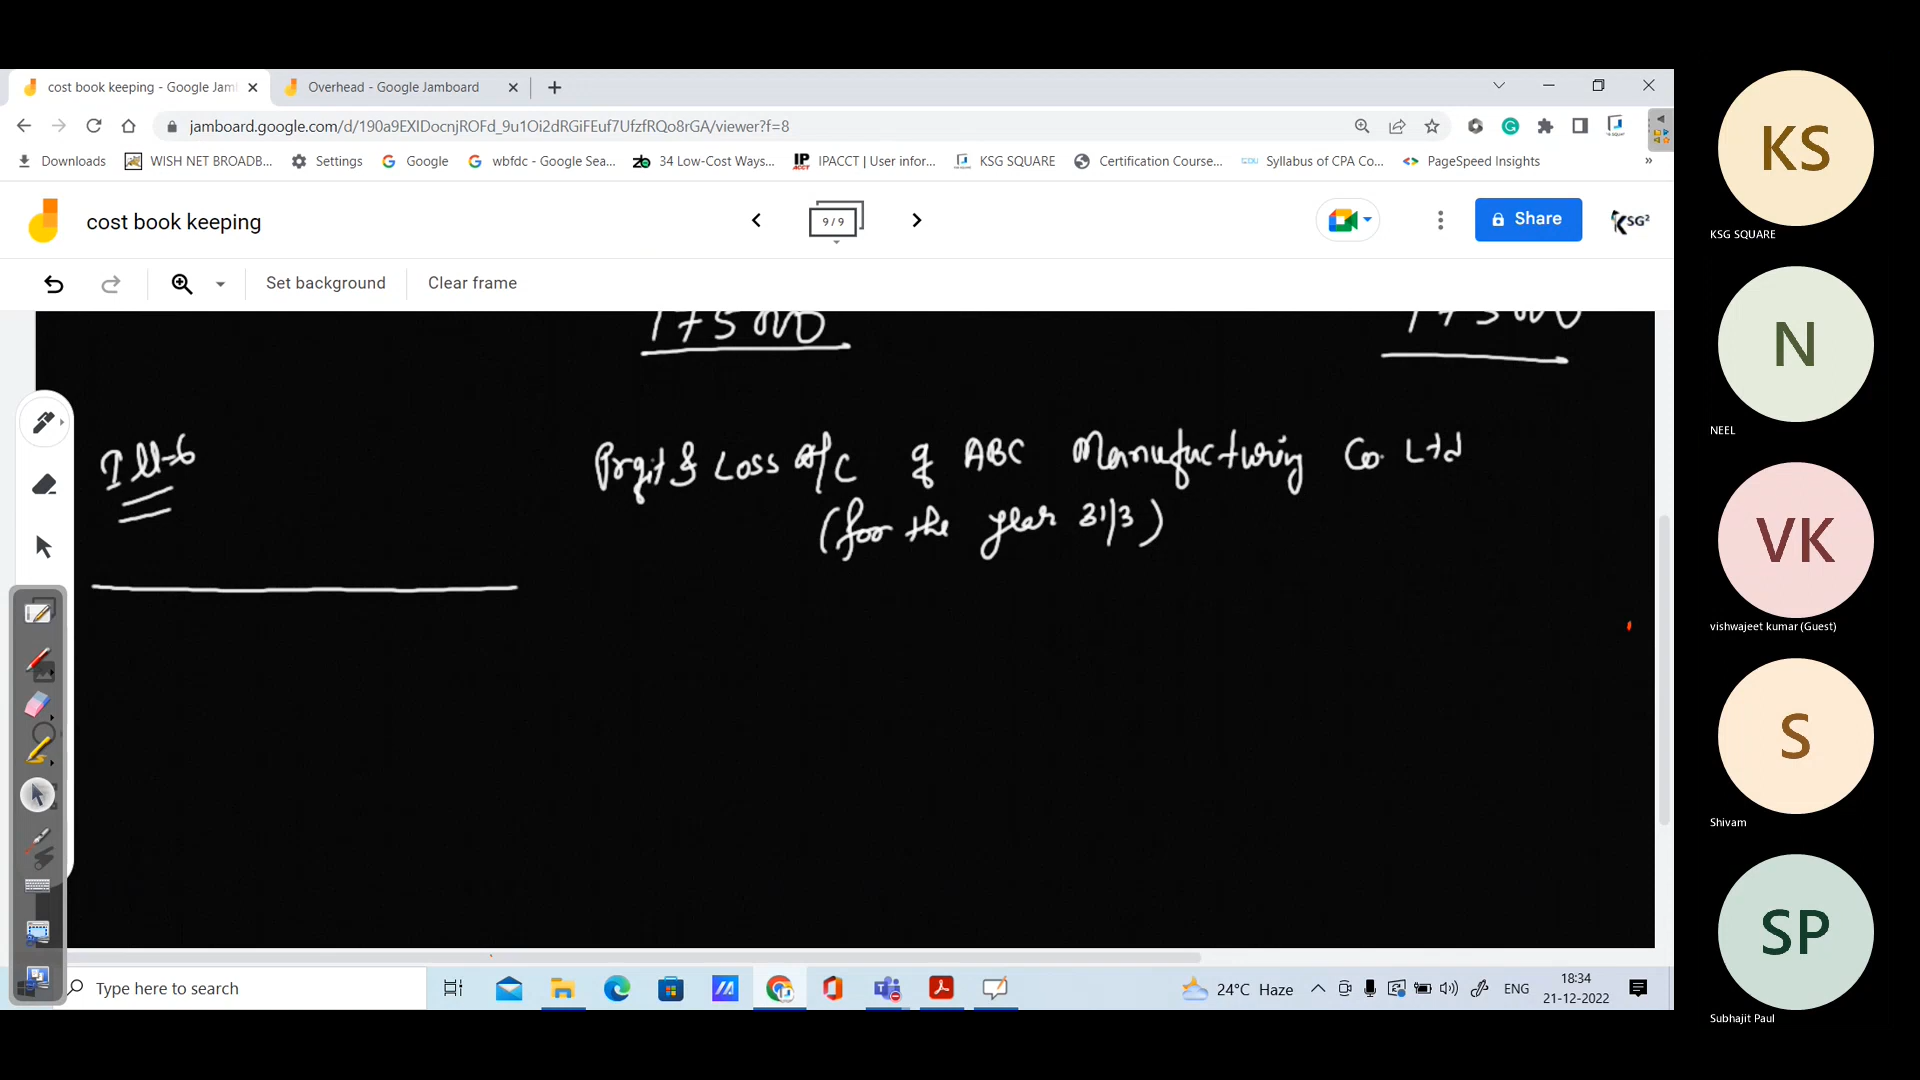 cost book keeping - Google Jam
Overhead - Google Jamboard
jamboard.google.com/d/190a9EXIDocnjROFd_9u1Oi2dRGiFEuf7UfzfRQo8rGA/viewer?f=8
Downloads
WISH NET BROADB...
Settings
Google
wbfdc - Google Sea...
34 Low-Cost Ways...
IPACCT | User infor...
KSG SQUARE
Certification Course...
Syllabus of CPA Co...
PageSpeed Insights
»
cost book keeping
9 / 9
Share
KSG²
Set background
Clear frame
175000
175000
Ill-6
Profit & Loss A/C of ABC Manufacturing Co. Ltd
(for the year 31/3)
Type here to search
24°C Haze
ENG
18:34
21-12-2022
KS
KSG SQUARE
N
NEEL
VK
vishwajeet kumar (Guest)
S
Shivam
SP
Subhajit Paul